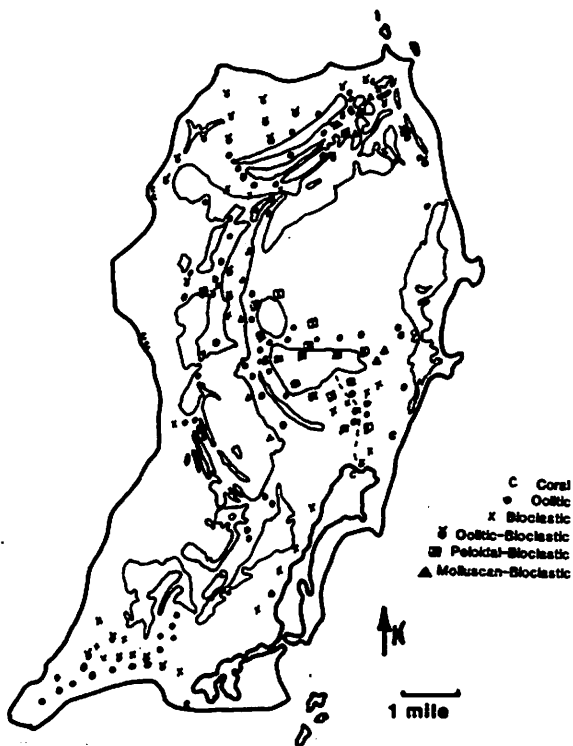 C Coral
• Oolitic
x Bioclastic
Oolitic-Bioclastic
Peloidal-Bioclastic
▲ Molluscan-Bioclastic
N
1 mile